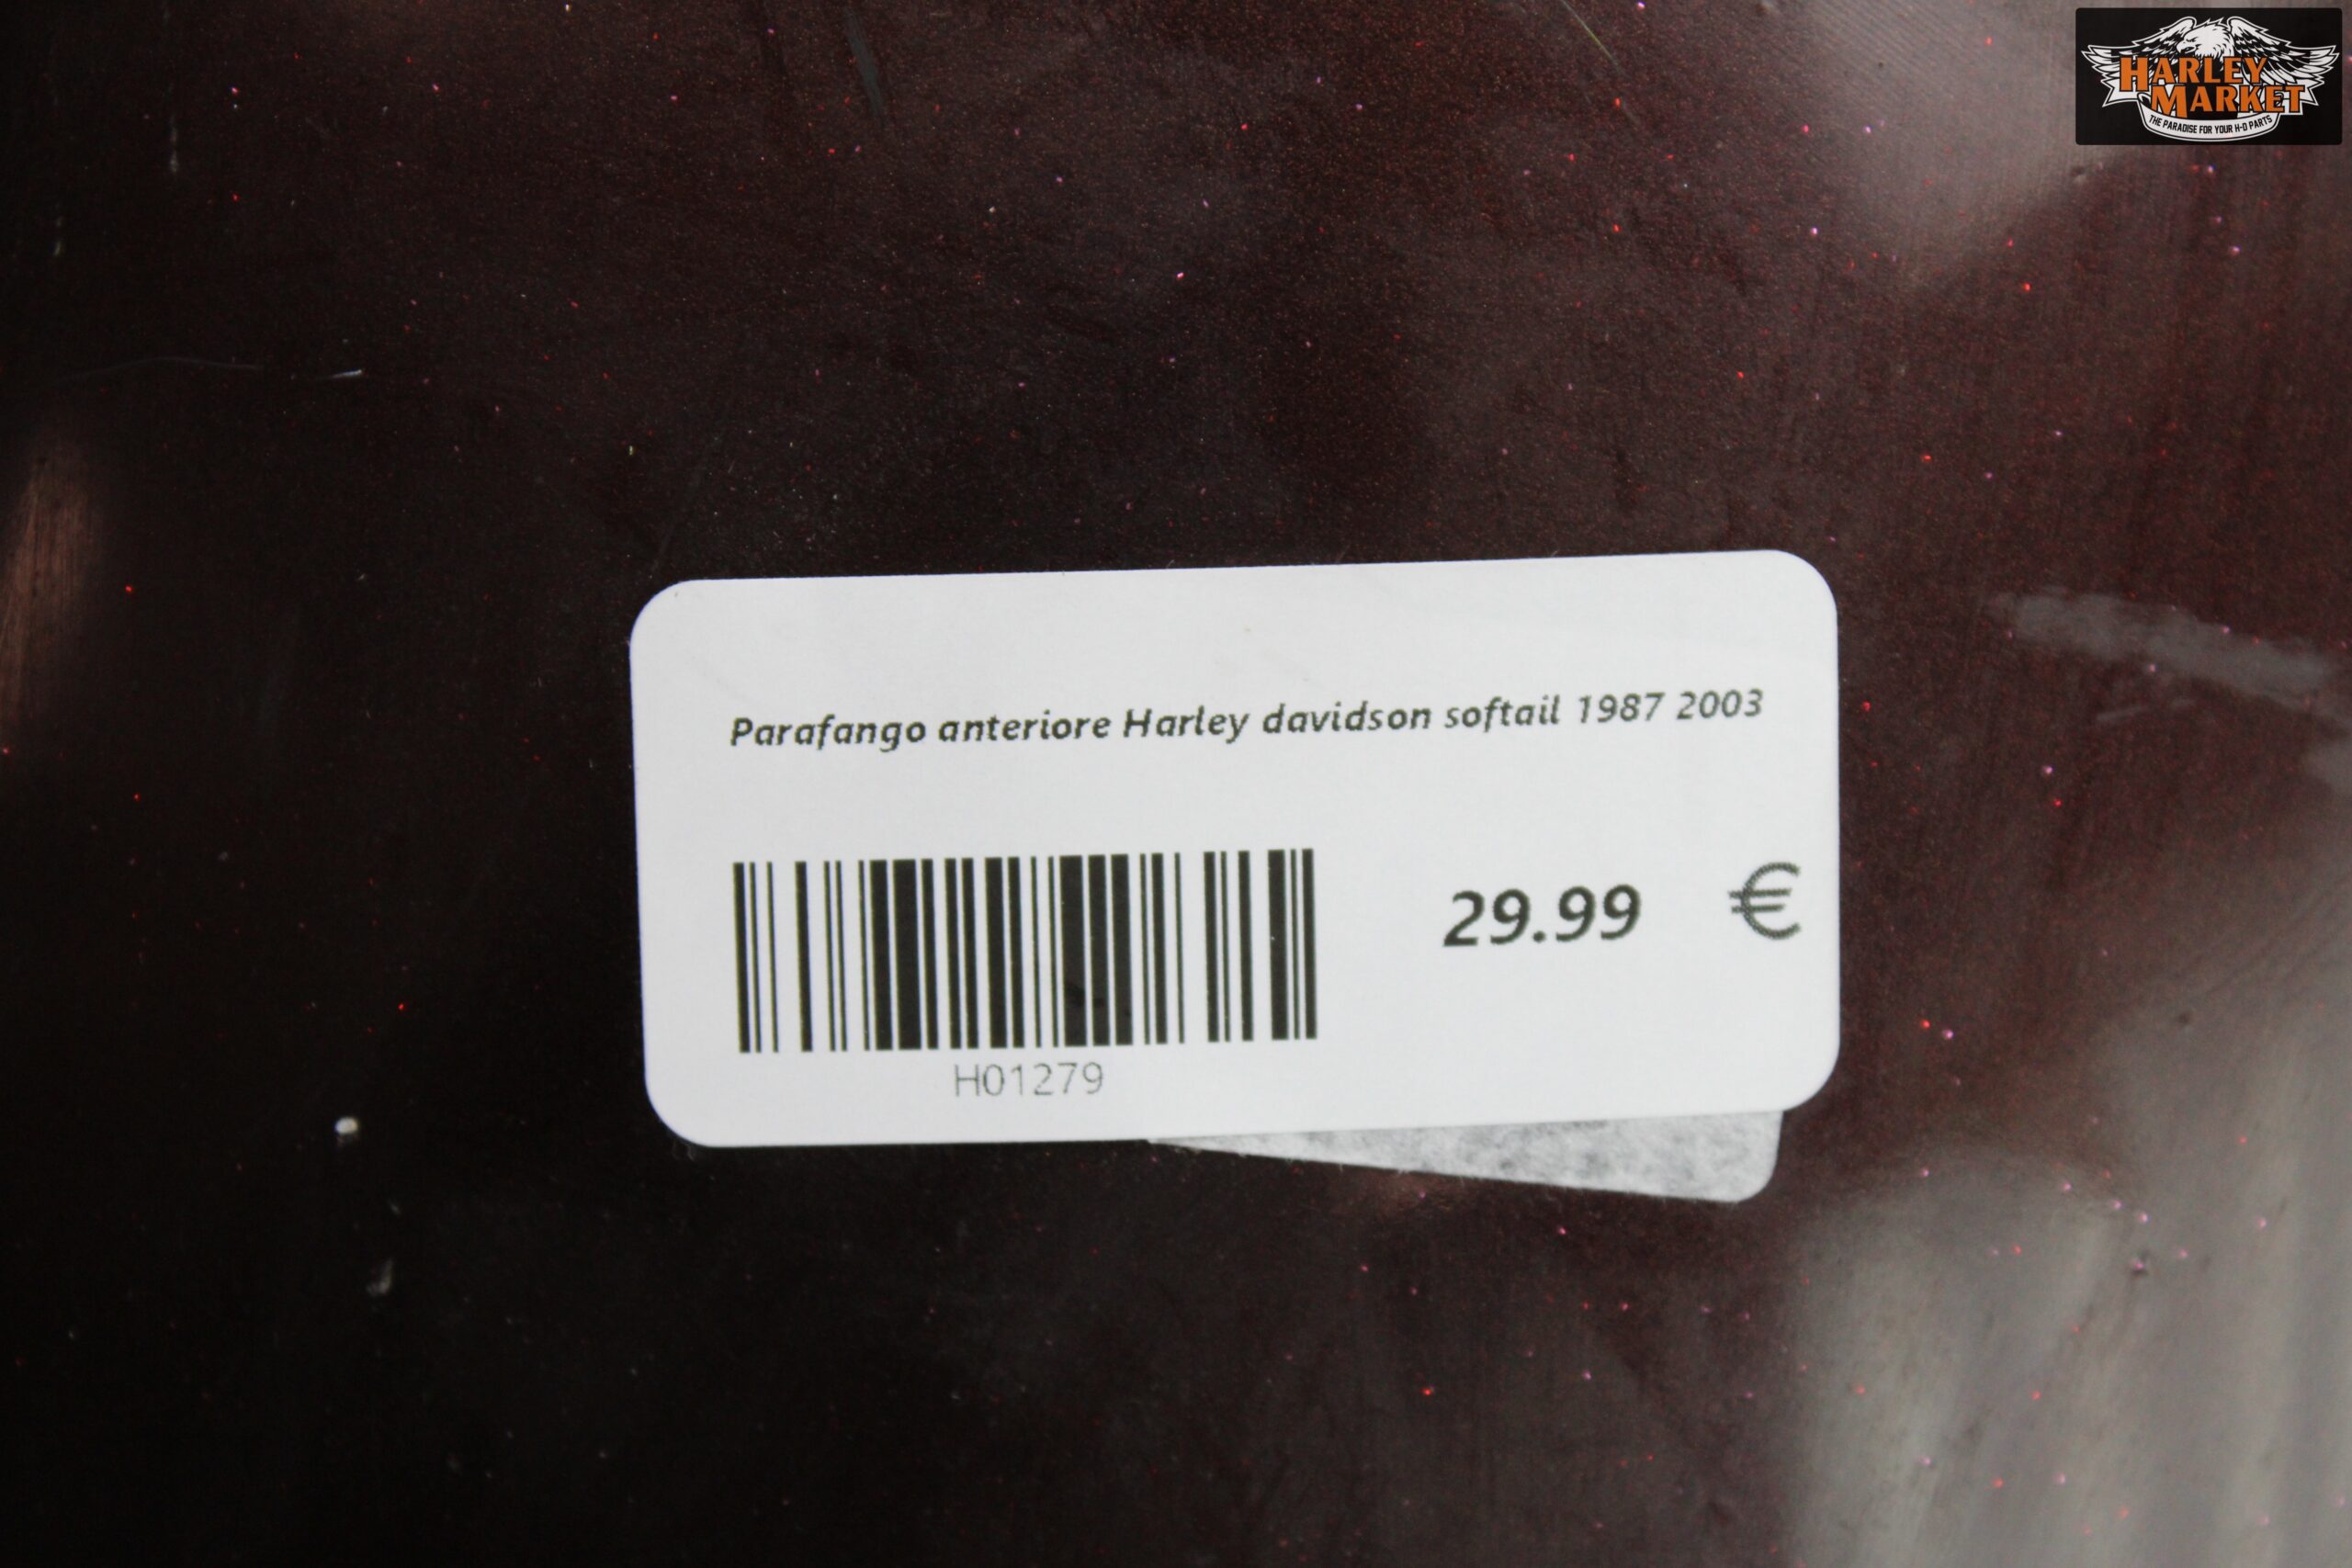 HARLEY
MARKET
THE PARADISE FOR YOUR H-D PARTS
Parafango anteriore Harley davidson softail 1987 2003
29.99 €
H01279